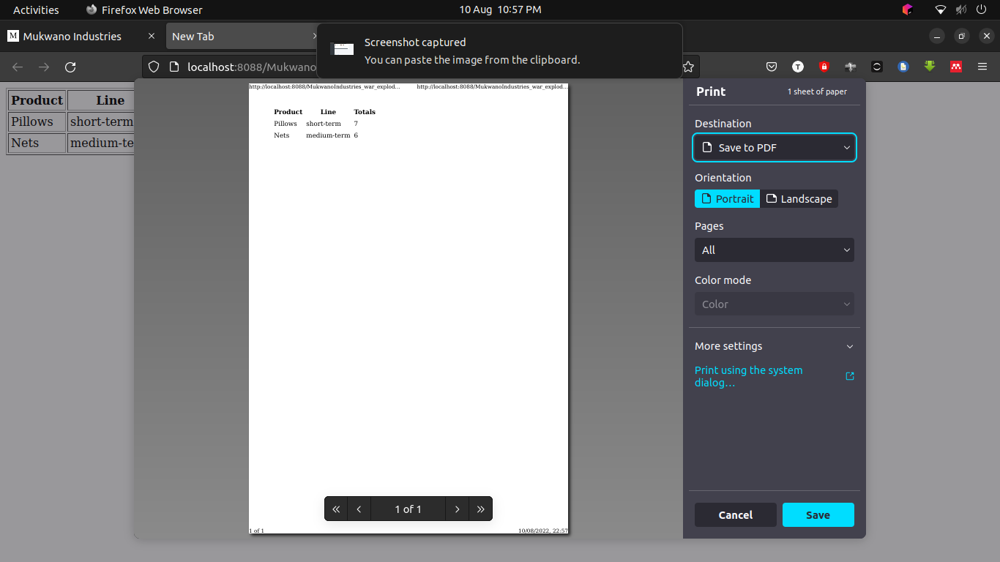 Activities
Firefox Web Browser
10 Aug 10:57 PM
M Mukwano Industries
New Tab
Screenshot captured
You can paste the image from the clipboard.
localhost:8088/Mukwano
T
Product Line
Pillows short-term
Nets medium-te
http://localhost:8088/MukwanoIndustries_war_explod... http://localhost:8088/MukwanoIndustries_war_explod...
Product Line Totals
Pillows short-term 7
Nets medium-term 6
1 of 1
1 of 1 10/08/2022, 22:57
Print 1 sheet of paper
Destination
Save to PDF
Orientation
Portrait Landscape
Pages
All
Color mode
Color
More settings
Print using the system
dialog…
Cancel Save